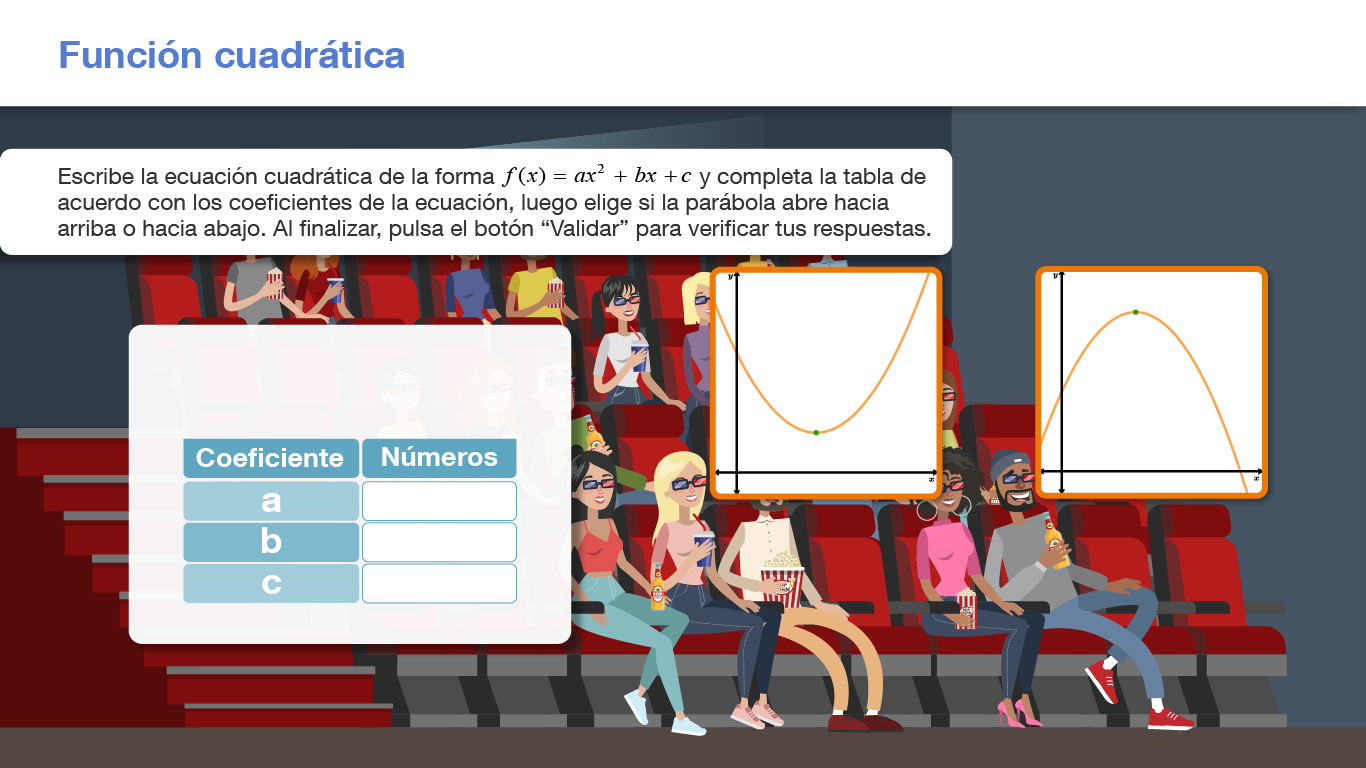 Función cuadrática
Escribe la ecuación cuadrática de la forma f(x) = ax² + bx + c y completa la tabla de
acuerdo con los coeficientes de la ecuación, luego elige si la parábola abre hacia
arriba o hacia abajo. Al finalizar, pulsa el botón “Validar” para verificar tus respuestas.
Coeficiente Números
a
b
c
y
x
y
x